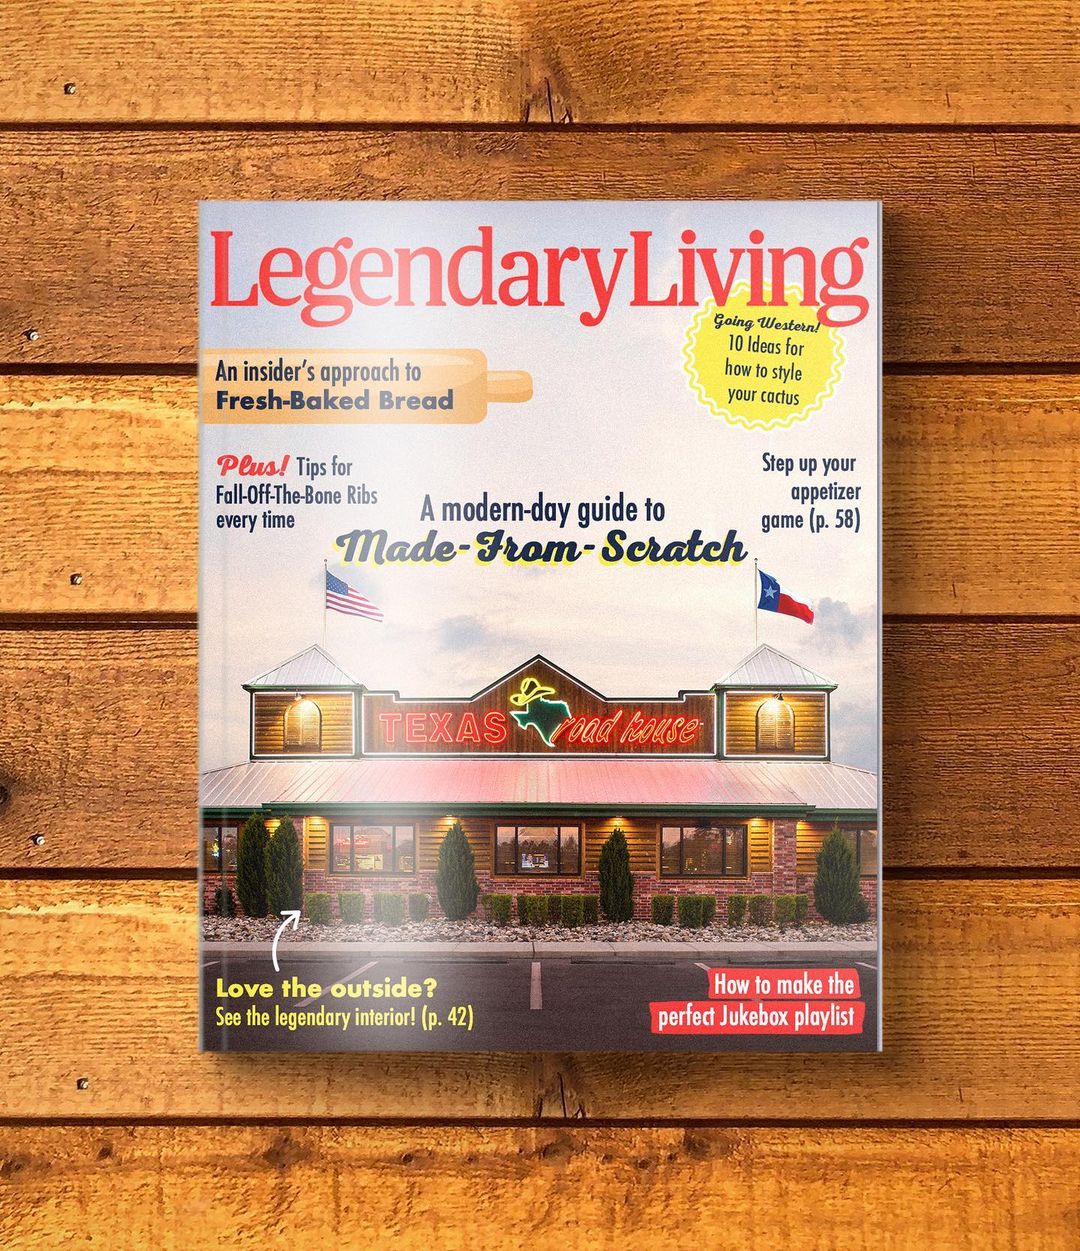 LegendaryLiving
Going Western!
10 Ideas for
how to style
your cactus
An insider's approach to
Fresh-Baked Bread
Plus! Tips for
Fall-Off-The-Bone Ribs
every time
Step up your
appetizer
game (p. 58)
A modern-day guide to
Made-From-Scratch
TEXAS road house
Love the outside?
See the legendary interior! (p. 42)
How to make the
perfect Jukebox playlist